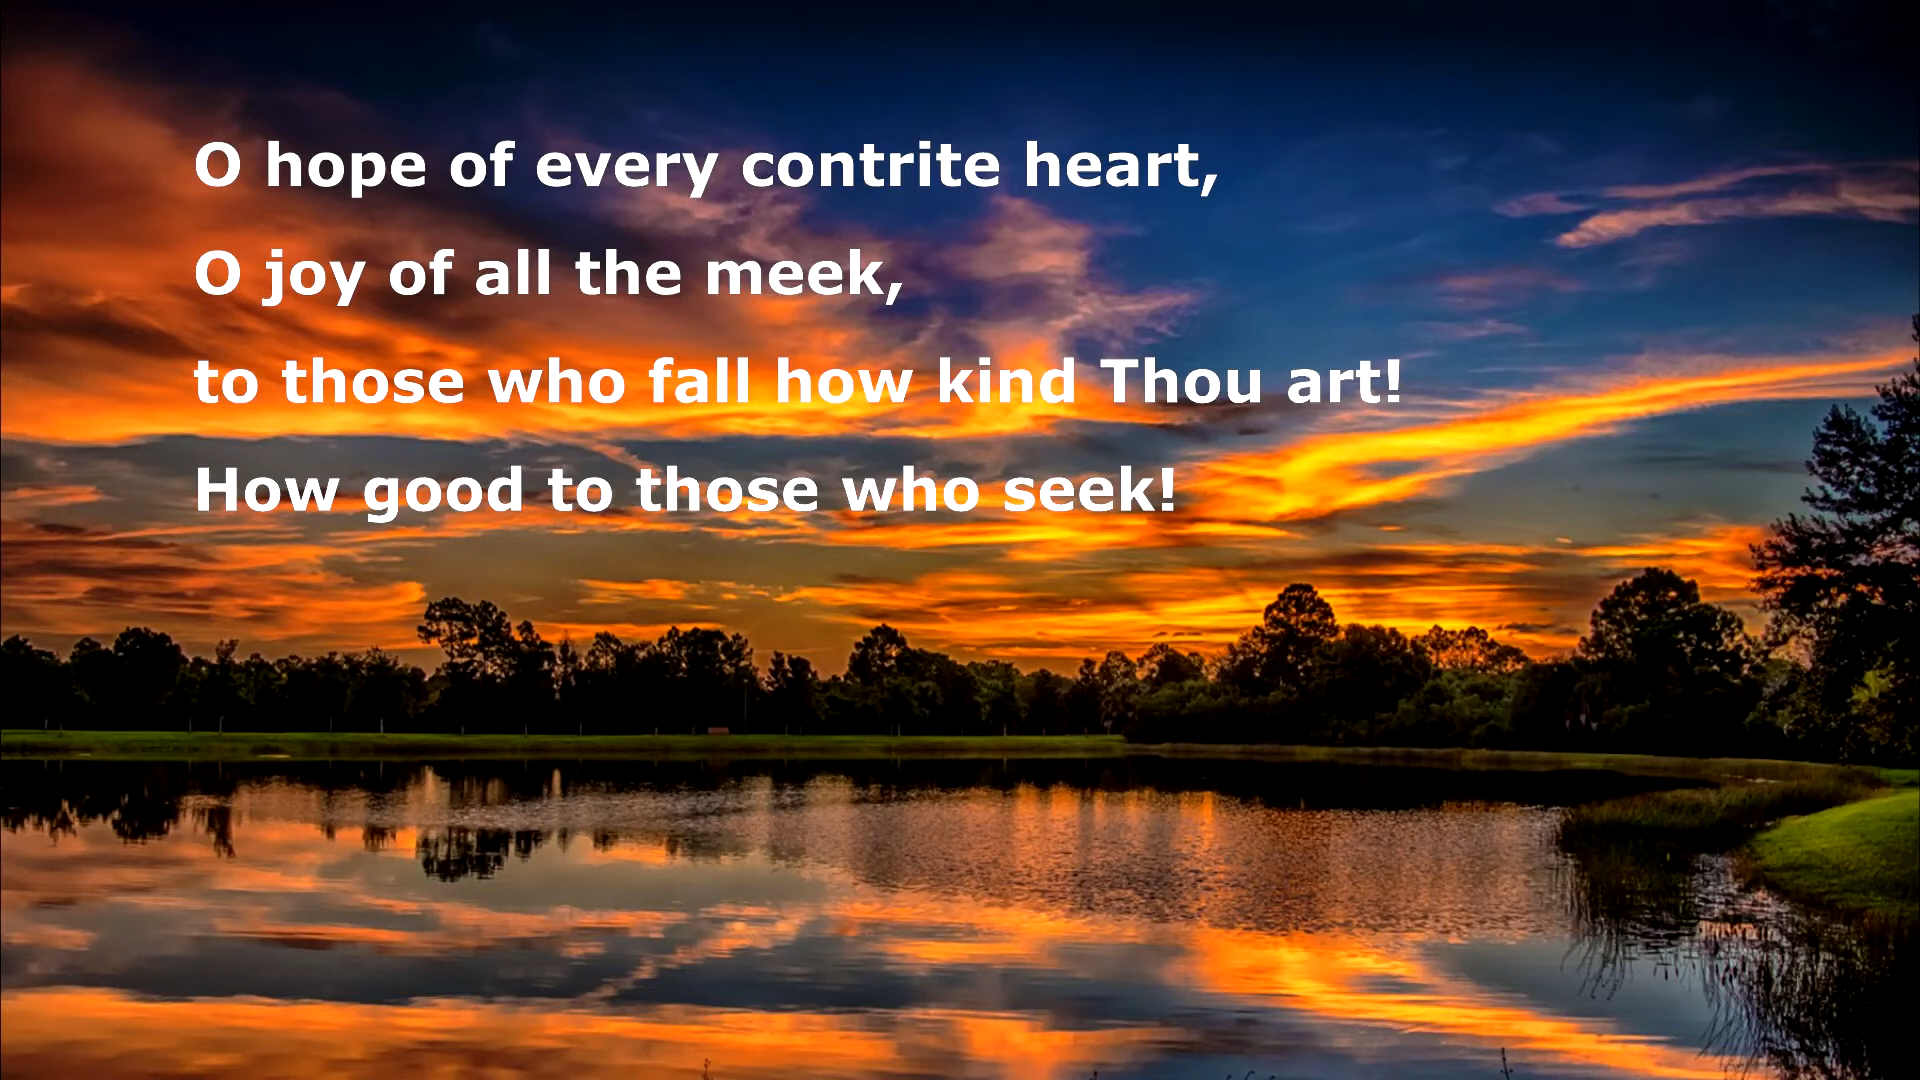 O hope of every contrite heart,
O joy of all the meek,
to those who fall how kind Thou art!
How good to those who seek!